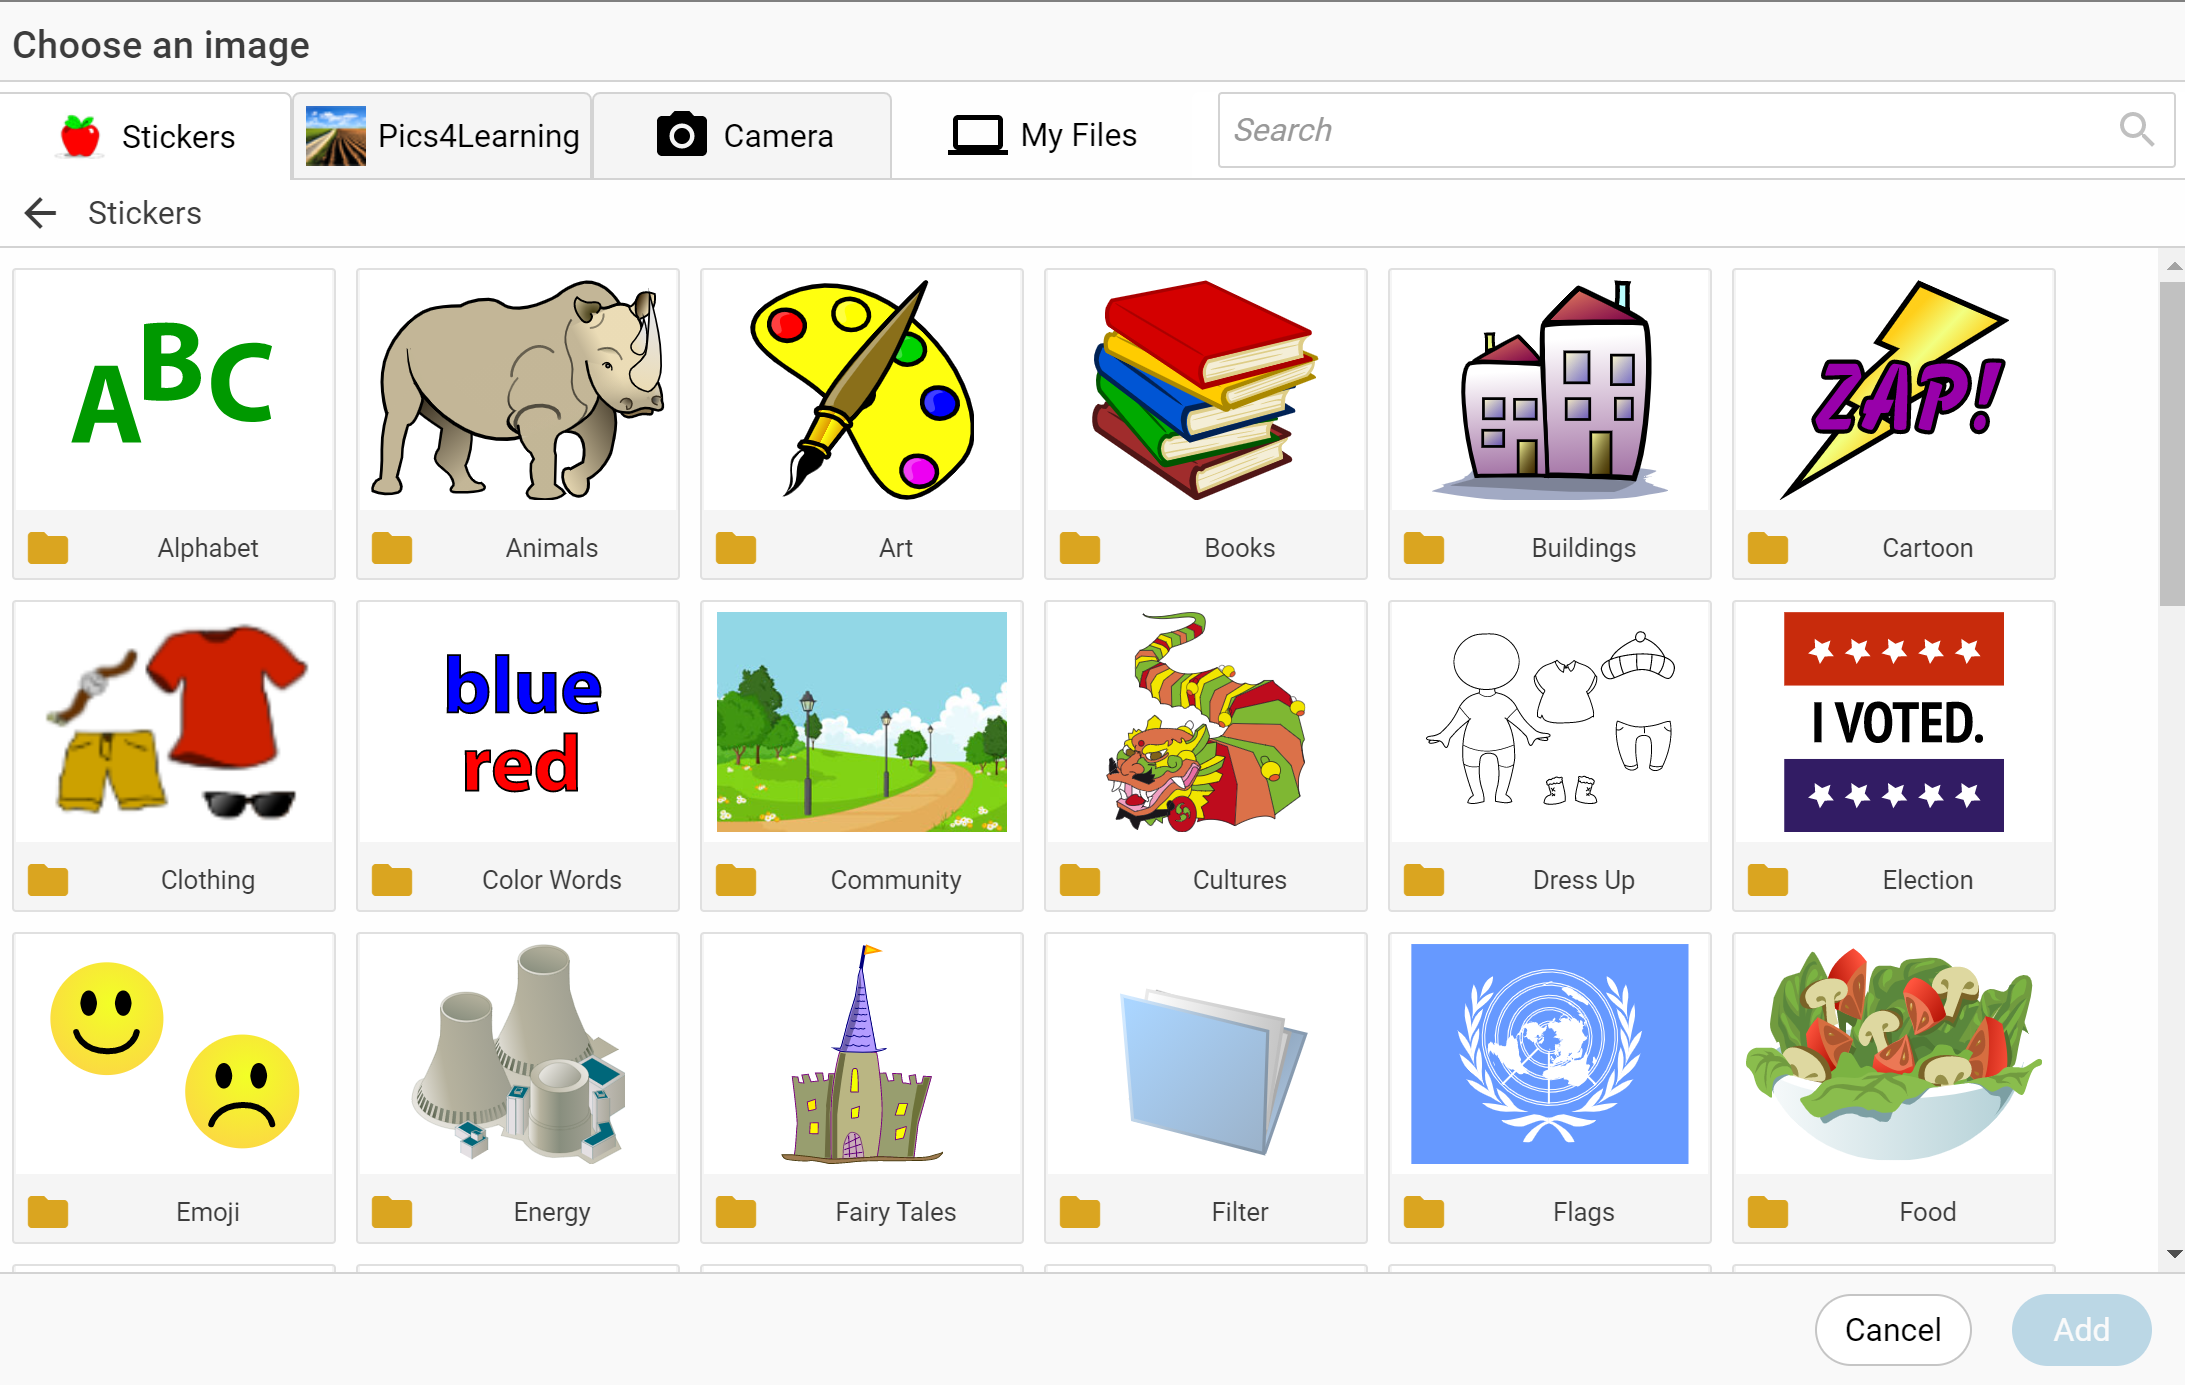 Choose an image
Stickers
Pics4Learning
Camera
My Files
Search
Stickers
ABC
Alphabet
Animals
Art
Books
Buildings
ZAP!
Cartoon
Clothing
blue
red
Color Words
Community
Cultures
Dress Up
I VOTED.
Election
Emoji
Energy
Fairy Tales
Filter
Flags
Food
Cancel
Add